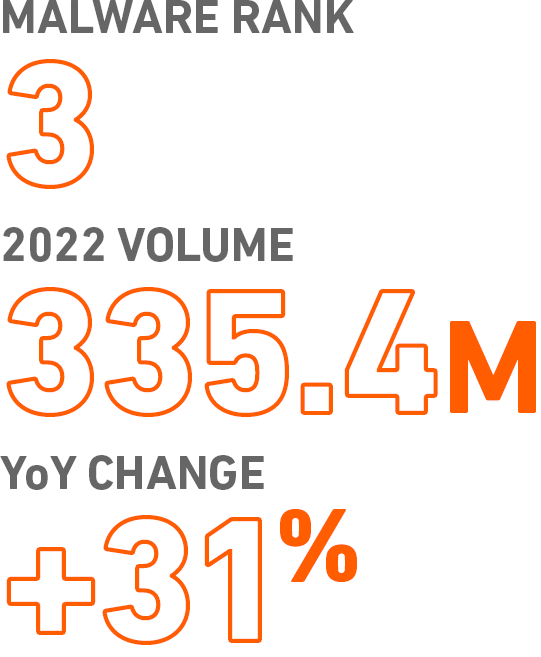 MALWARE RANK
3
2022 VOLUME
335.4M
YoY CHANGE
+31%